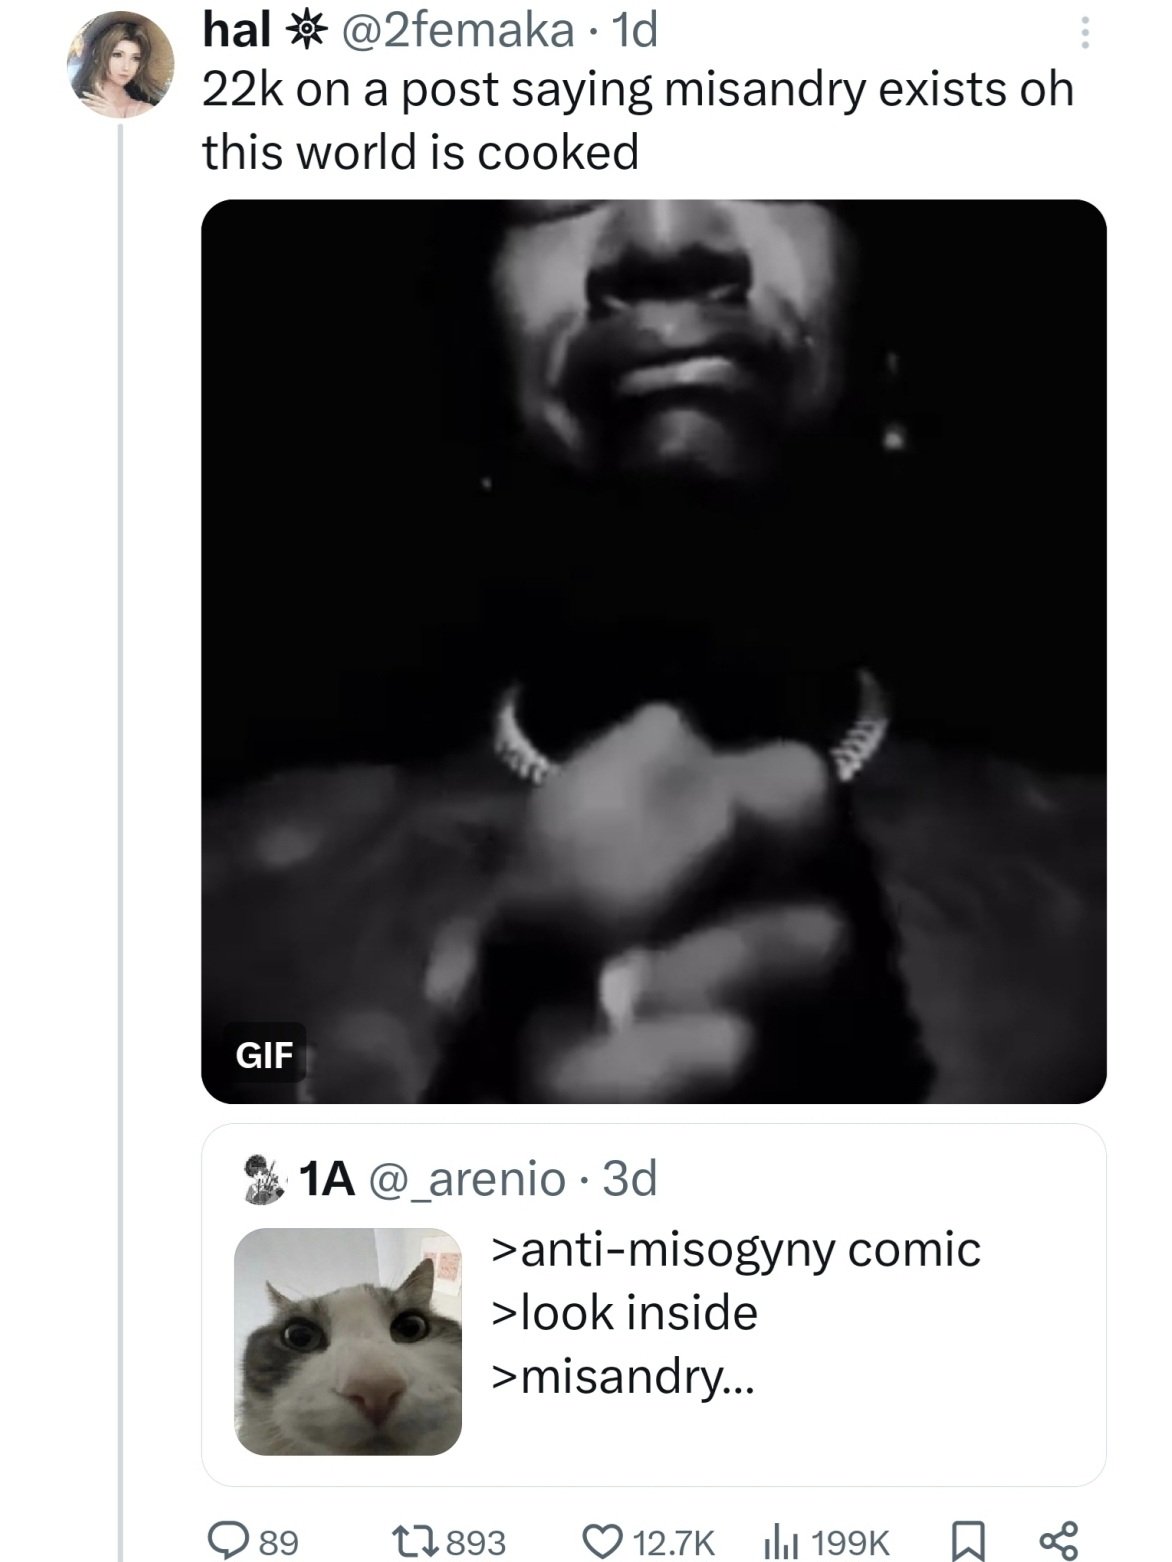 hal @2femaka · 1d
22k on a post saying misandry exists oh
this world is cooked
GIF
1A @_arenio · 3d
>anti-misogyny comic
>look inside
>misandry...
89 893 12.7K 199K